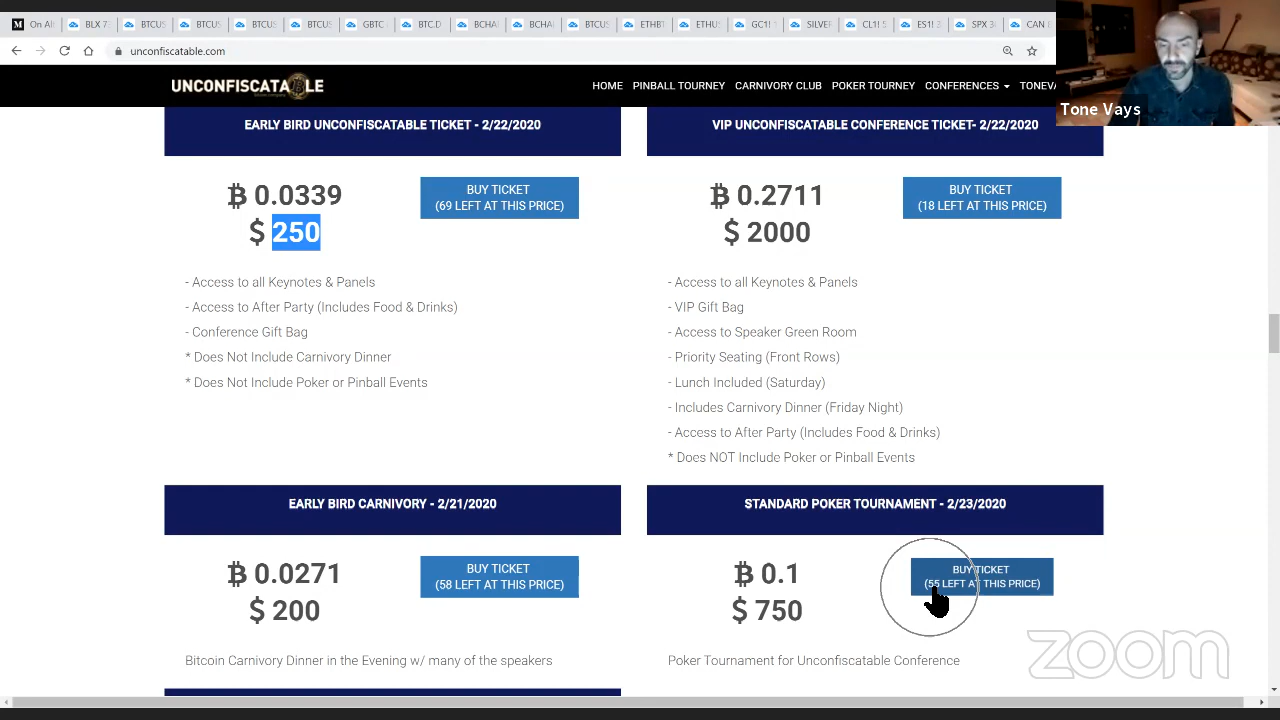 On Al
BLX 7
BTCUS
BTCUS
BTCUS
BTCUS
GBTC
BTC.D
BCHA
BCHA
BTCUS
ETHBT
ETHUS
GC1!
SILVER
CL1! 5
ES1! 3
SPX 3
CAN
unconfiscatable.com
UNCONFISCATABLE
HOME PINBALL TOURNEY CARNIVORY CLUB POKER TOURNEY CONFERENCES TONEVA
Tone Vays
EARLY BIRD UNCONFISCATABLE TICKET - 2/22/2020
₿ 0.0339
BUY TICKET
(69 LEFT AT THIS PRICE)
$ 250
- Access to all Keynotes & Panels
- Access to After Party (Includes Food & Drinks)
- Conference Gift Bag
* Does Not Include Carnivory Dinner
* Does Not Include Poker or Pinball Events
VIP UNCONFISCATABLE CONFERENCE TICKET- 2/22/2020
₿ 0.2711
BUY TICKET
(18 LEFT AT THIS PRICE)
$ 2000
- Access to all Keynotes & Panels
- VIP Gift Bag
- Access to Speaker Green Room
- Priority Seating (Front Rows)
- Lunch Included (Saturday)
- Includes Carnivory Dinner (Friday Night)
- Access to After Party (Includes Food & Drinks)
* Does NOT Include Poker or Pinball Events
EARLY BIRD CARNIVORY - 2/21/2020
₿ 0.0271
BUY TICKET
(58 LEFT AT THIS PRICE)
$ 200
Bitcoin Carnivory Dinner in the Evening w/ many of the speakers
STANDARD POKER TOURNAMENT - 2/23/2020
₿ 0.1
BUY TICKET
(55 LEFT AT THIS PRICE)
$ 750
Poker Tournament for Unconfiscatable Conference
zoom